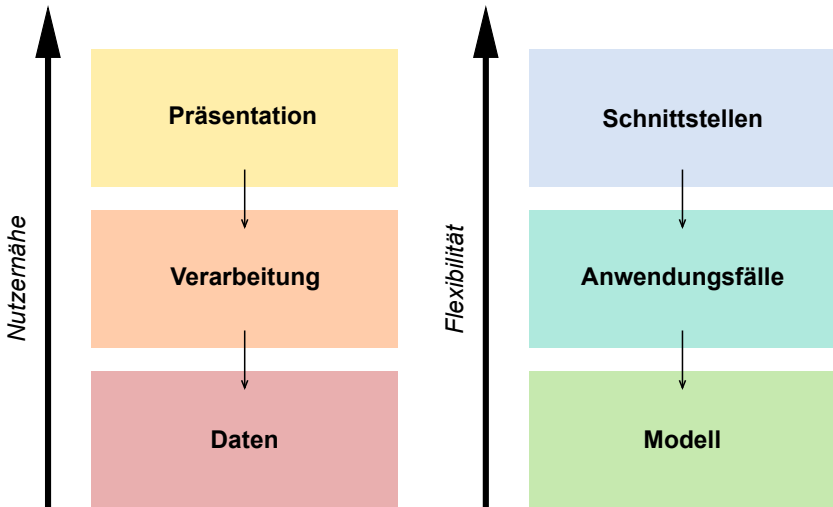 Nutzernähe
Präsentation
Verarbeitung
Daten
Flexibilität
Schnittstellen
Anwendungsfälle
Modell